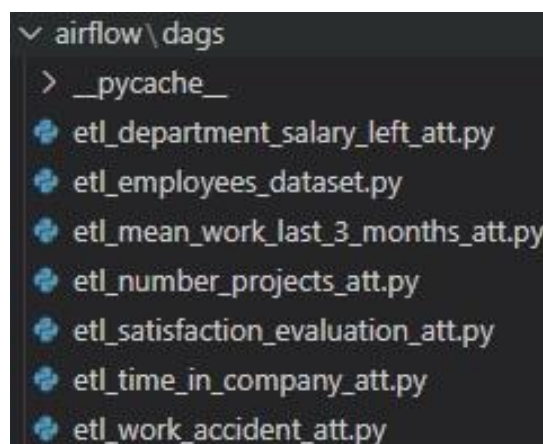 airflow\dags
__pycache__
etl_department_salary_left_att.py
etl_employees_dataset.py
etl_mean_work_last_3_months_att.py
etl_number_projects_att.py
etl_satisfaction_evaluation_att.py
etl_time_in_company_att.py
etl_work_accident_att.py